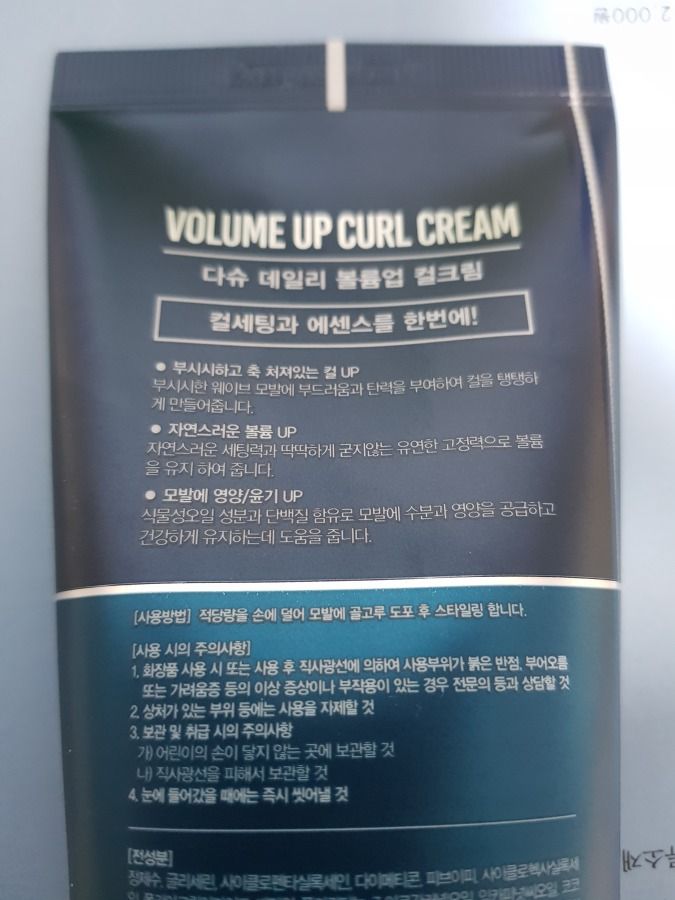 2,000원
VOLUME UP CURL CREAM
다슈 데일리 볼륨업 컬크림
컬세팅과 에센스를 한번에!
● 부시시하고 축 처져있는 컬 UP
부시시한 웨이브 모발에 부드러움과 탄력을 부여하여 컬을 탱탱하
게 만들어줍니다.
● 자연스러운 볼륨 UP
자연스러운 세팅력과 딱딱하게 굳지않는 유연한 고정력으로 볼륨
을 유지 하여 줍니다.
● 모발에 영양/윤기 UP
식물성오일 성분과 단백질 함유로 모발에 수분과 영양을 공급하고
건강하게 유지하는데 도움을 줍니다.
[사용방법] 적당량을 손에 덜어 모발에 골고루 도포 후 스타일링 합니다.
[사용 시의 주의사항]
1. 화장품 사용 시 또는 사용 후 직사광선에 의하여 사용부위가 붉은 반점, 부어오름
또는 가려움증 등의 이상 증상이나 부작용이 있는 경우 전문의 등과 상담할 것
2. 상처가 있는 부위 등에는 사용을 자제할 것
3. 보관 및 취급 시의 주의사항
가) 어린이의 손이 닿지 않는 곳에 보관할 것
나) 직사광선을 피해서 보관할 것
4. 눈에 들어갔을 때에는 즉시 씻어낼 것
[전성분]
정제수, 글리세린, 사이클로펜타실록세인, 다이메티콘, 피브이피, 사이클로헥사실록세